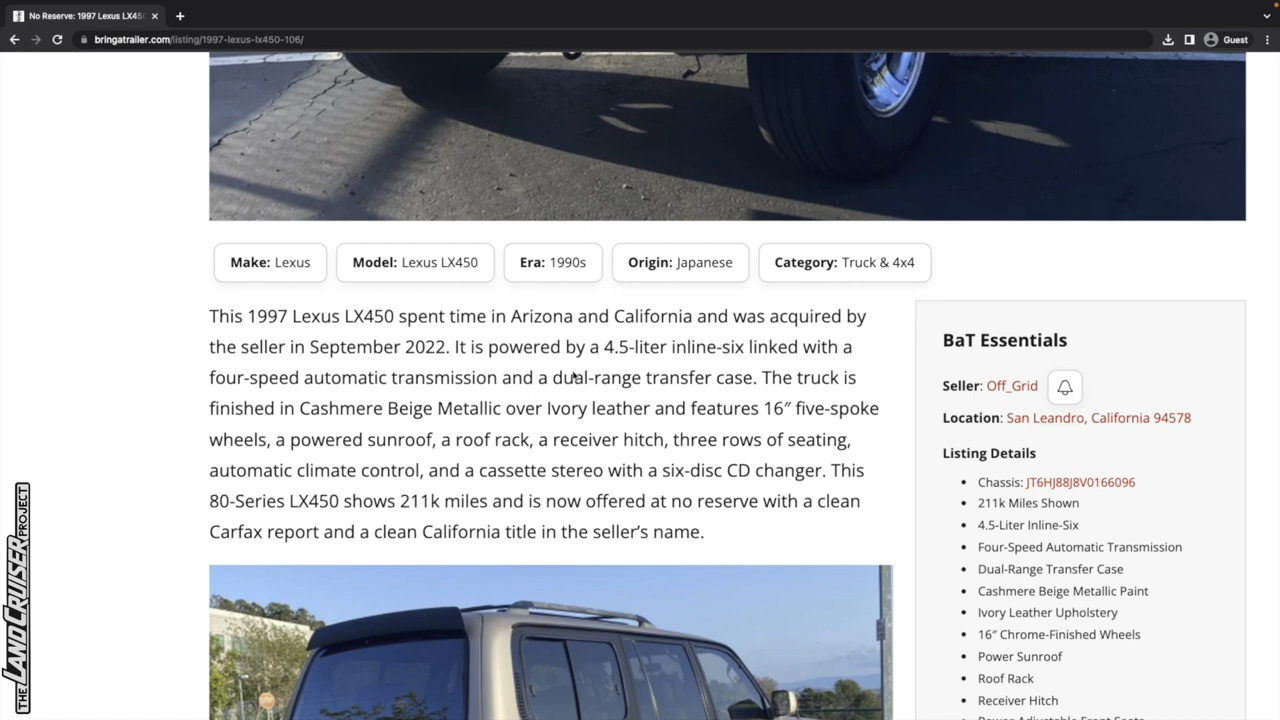 No Reserve: 1997 Lexus LX45
bringatrailer.com/listing/1997-lexus-lx450-106/
Guest
Make: Lexus
Model: Lexus LX450
Era: 1990s
Origin: Japanese
Category: Truck & 4x4
This 1997 Lexus LX450 spent time in Arizona and California and was acquired by
the seller in September 2022. It is powered by a 4.5-liter inline-six linked with a
four-speed automatic transmission and a dual-range transfer case. The truck is
finished in Cashmere Beige Metallic over Ivory leather and features 16″ five-spoke
wheels, a powered sunroof, a roof rack, a receiver hitch, three rows of seating,
automatic climate control, and a cassette stereo with a six-disc CD changer. This
80-Series LX450 shows 211k miles and is now offered at no reserve with a clean
Carfax report and a clean California title in the seller’s name.
BaT Essentials
Seller: Off_Grid
Location: San Leandro, California 94578
Listing Details
Chassis: JT6HJ88J8V0166096
211k Miles Shown
4.5-Liter Inline-Six
Four-Speed Automatic Transmission
Dual-Range Transfer Case
Cashmere Beige Metallic Paint
Ivory Leather Upholstery
16″ Chrome-Finished Wheels
Power Sunroof
Roof Rack
Receiver Hitch
Power Adjustable Front Seats
THE LAND CRUISER PROJECT